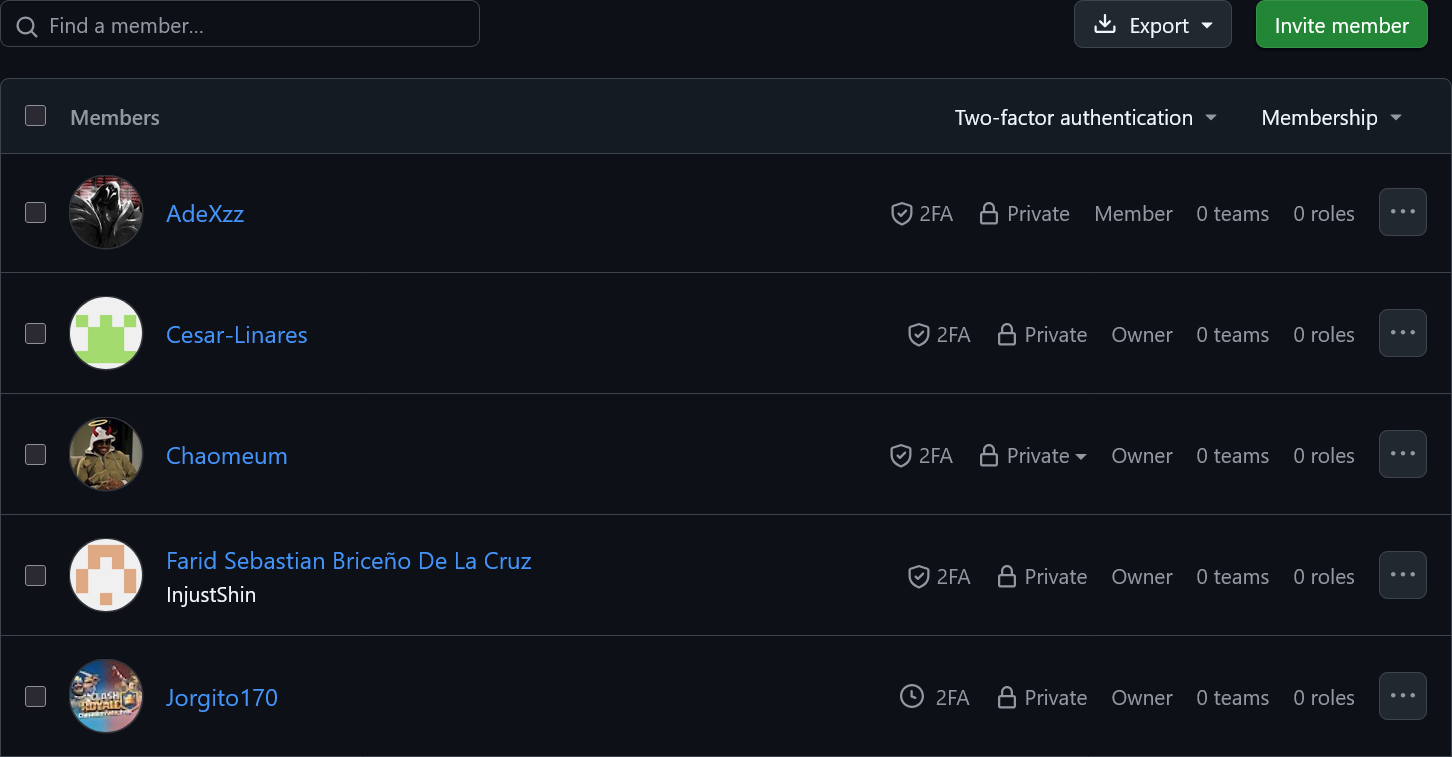 Find a member...
Export
Invite member
Members
Two-factor authentication
Membership
AdeXzz
2FA Private Member 0 teams 0 roles
Cesar-Linares
2FA Private Owner 0 teams 0 roles
Chaomeum
2FA Private Owner 0 teams 0 roles
Farid Sebastian Briceño De La Cruz
InjustShin
2FA Private Owner 0 teams 0 roles
CLASH
ROYALE
Jorgito170
2FA Private Owner 0 teams 0 roles